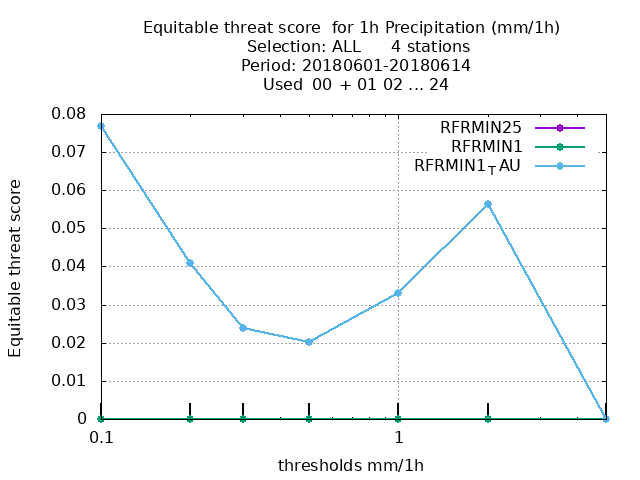 Equitable threat score  for 1h Precipitation (mm/1h)
Selection: ALL      4 stations
Period: 20180601-20180614
Used  00  + 01 02 ... 24
RFRMIN25
RFRMIN1
RFRMIN1TAU
0.08
0.07
0.06
0.05
0.04
0.03
0.02
0.01
0
Equitable threat score
0.1
1
thresholds mm/1h